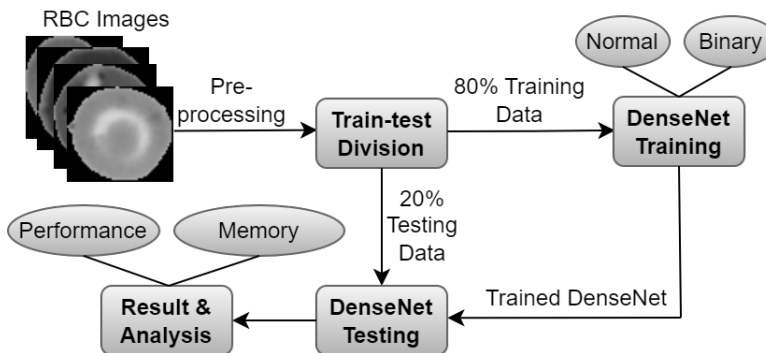 RBC Images
Pre-
processing
Train-test
Division
80% Training
Data
Normal
Binary
DenseNet
Training
20%
Testing
Data
Trained DenseNet
DenseNet
Testing
Performance
Memory
Result &
Analysis